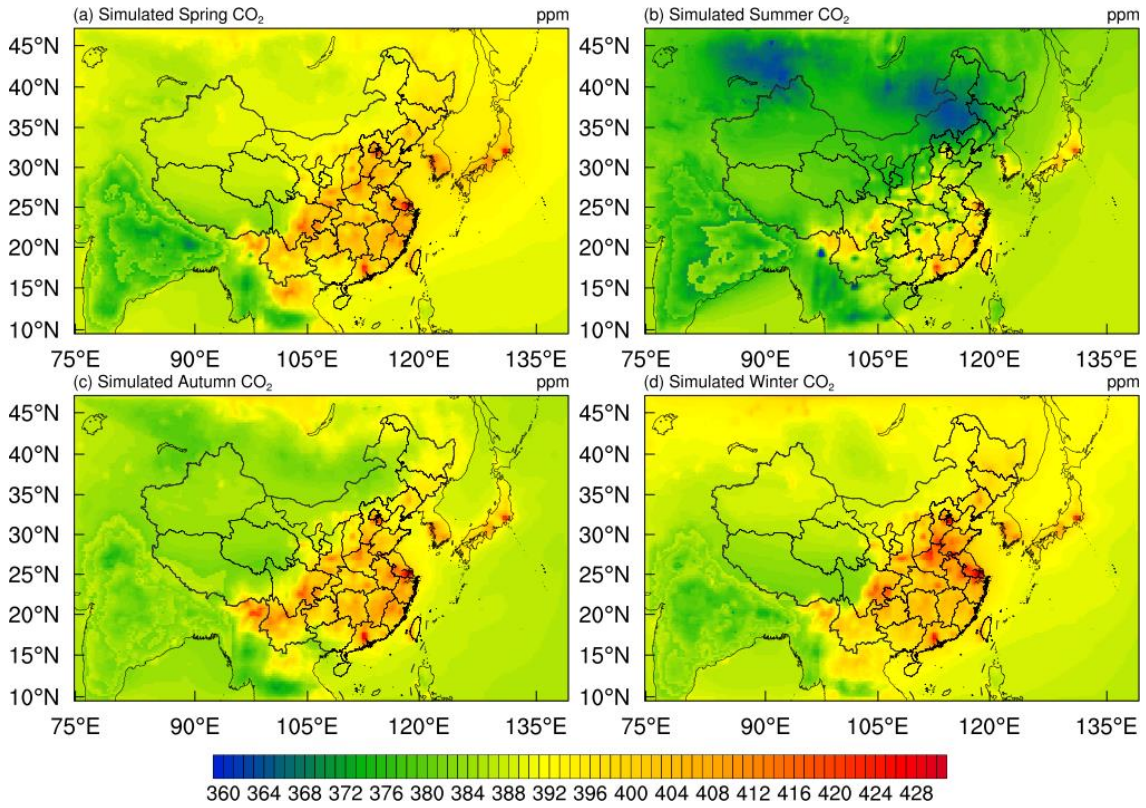 (a) Simulated Spring CO₂ ppm (b) Simulated Summer CO₂ ppm
45°N 45°N
40°N 40°N
35°N 35°N
30°N 30°N
25°N 25°N
20°N 20°N
15°N 15°N
10°N 10°N
75°E 90°E 105°E 120°E 135°E 75°E 90°E 105°E 120°E 135°E
(c) Simulated Autumn CO₂ ppm (d) Simulated Winter CO₂ ppm
45°N 45°N
40°N 40°N
35°N 35°N
30°N 30°N
25°N 25°N
20°N 20°N
15°N 15°N
10°N 10°N
75°E 90°E 105°E 120°E 135°E 75°E 90°E 105°E 120°E 135°E
360 364 368 372 376 380 384 388 392 396 400 404 408 412 416 420 424 428